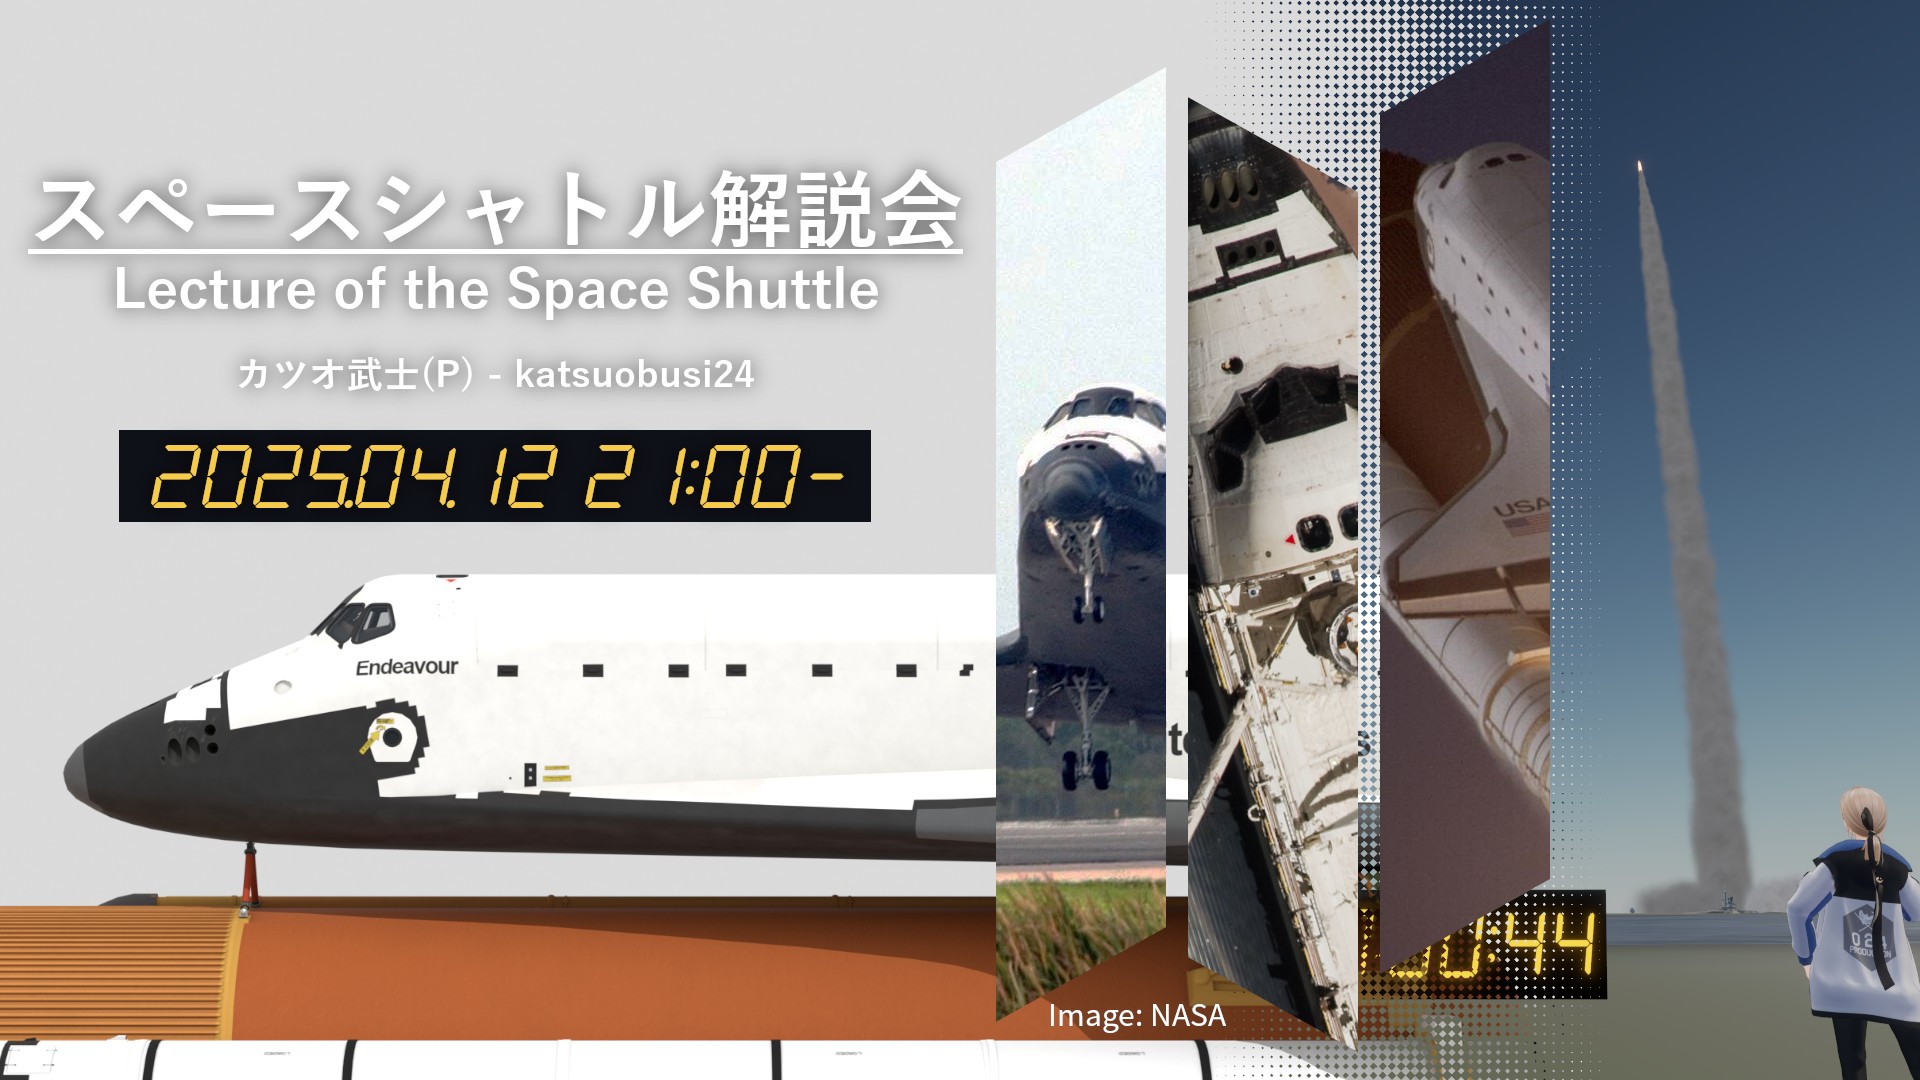 スペースシャトル解説会
Lecture of the Space Shuttle
カツオ武士(P) - katsuobusi24
2025.04.12 21:00-
Endeavour
USA
:44
Image: NASA